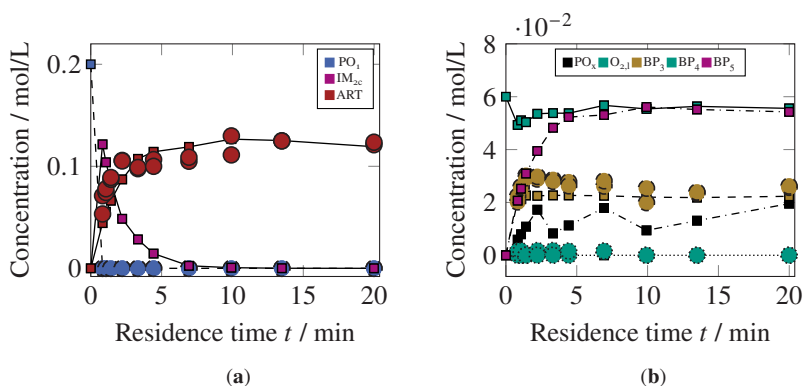 ·10⁻²
0.2
0.1
0
Concentration / mol/L
PO₁
IM₂c
ART
0 5 10 15 20
Residence time t / min
(a)
8
6
4
2
0
Concentration / mol/L
POₓ O₂,l BP₃ BP₄ BP₅
0 5 10 15 20
Residence time t / min
(b)